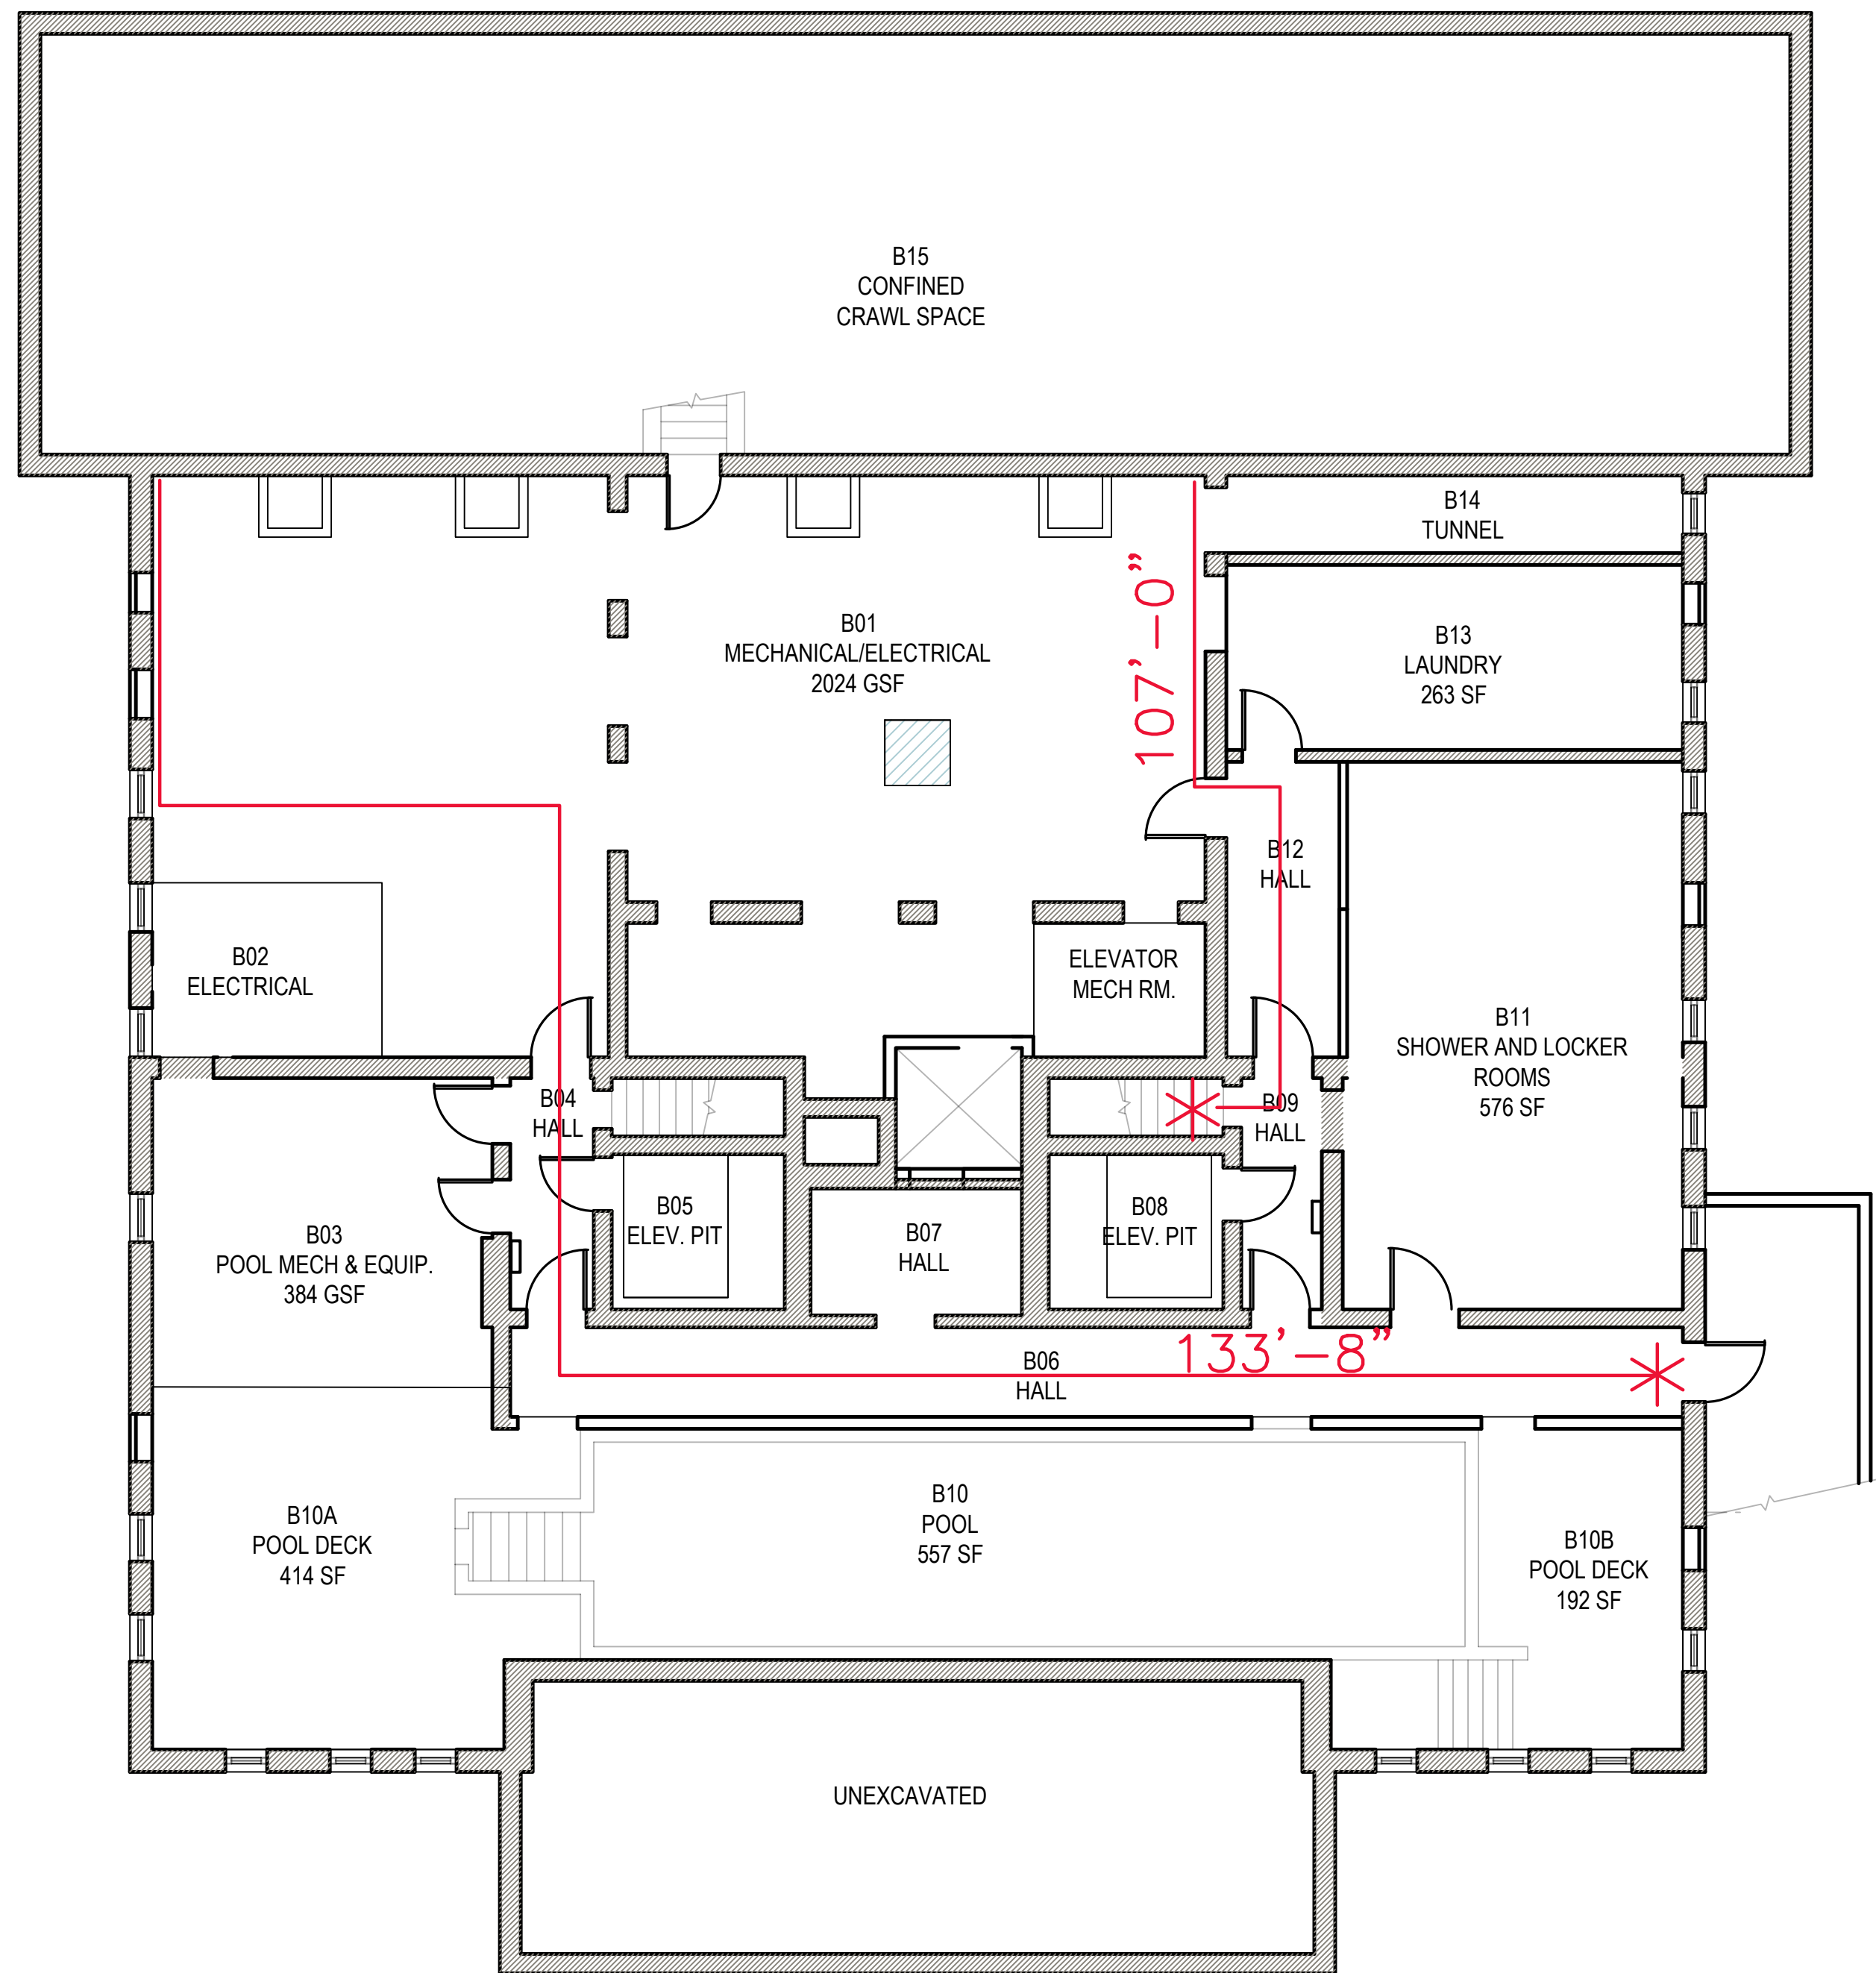 B15
CONFINED
CRAWL SPACE
B14
TUNNEL
107'-0"
B01
MECHANICAL/ELECTRICAL
2024 GSF
B13
LAUNDRY
263 SF
B12
HALL
B02
ELECTRICAL
ELEVATOR
MECH RM.
B11
SHOWER AND LOCKER
ROOMS
576 SF
B04
HALL
B09
HALL
B03
POOL MECH & EQUIP.
384 GSF
B05
ELEV. PIT
B07
HALL
B08
ELEV. PIT
133'-8"
B06
HALL
B10A
POOL DECK
414 SF
B10
POOL
557 SF
B10B
POOL DECK
192 SF
UNEXCAVATED